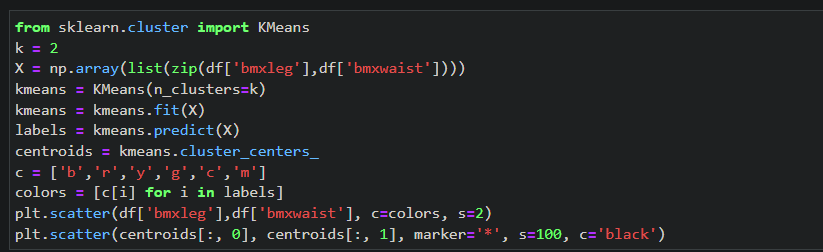 from sklearn.cluster import KMeans
k = 2
X = np.array(list(zip(df['bmxleg'],df['bmxwaist'])))
kmeans = KMeans(n_clusters=k)
kmeans = kmeans.fit(X)
labels = kmeans.predict(X)
centroids = kmeans.cluster_centers_
c = ['b','r','y','g','c','m']
colors = [c[i] for i in labels]
plt.scatter(df['bmxleg'],df['bmxwaist'], c=colors, s=2)
plt.scatter(centroids[:, 0], centroids[:, 1], marker='*', s=100, c='black')